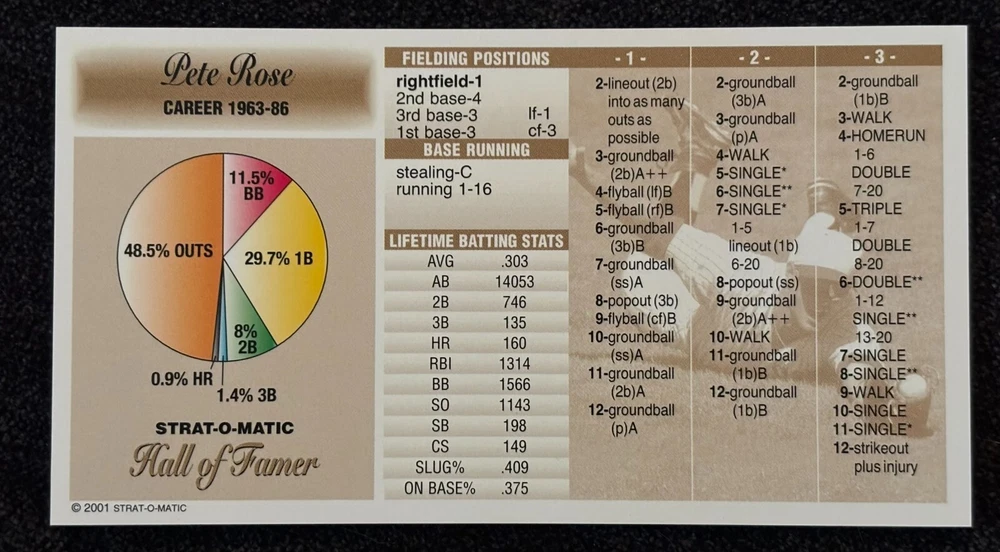 Pete Rose
CAREER 1963-86
11.5%
BB
48.5% OUTS
29.7% 1B
8%
2B
0.9% HR
1.4% 3B
STRAT-O-MATIC
Hall of Famer
© 2001 STRAT-O-MATIC
FIELDING POSITIONS
rightfield-1
2nd base-4
3rd base-3 lf-1
1st base-3 cf-3
BASE RUNNING
stealing-C
running 1-16
LIFETIME BATTING STATS
AVG .303
AB 14053
2B 746
3B 135
HR 160
RBI 1314
BB 1566
SO 1143
SB 198
CS 149
SLUG% .409
ON BASE% .375
- 1 -
2-lineout (2b)
into as many
outs as
possible
3-groundball
(2b)A++
4-flyball (lf)B
5-flyball (rf)B
6-groundball
(3b)B
7-groundball
(ss)A
8-popout (3b)
9-flyball (cf)B
10-groundball
(ss)A
11-groundball
(2b)A
12-groundball
(p)A
- 2 -
2-groundball
(3b)A
3-groundball
(p)A
4-WALK
5-SINGLE*
6-SINGLE**
7-SINGLE*
1-5
lineout (1b)
6-20
8-popout (ss)
9-groundball
(2b)A++
10-WALK
11-groundball
(1b)B
12-groundball
(1b)B
- 3 -
2-groundball
(1b)B
3-WALK
4-HOMERUN
1-6
DOUBLE
7-20
5-TRIPLE
1-7
DOUBLE
8-20
6-DOUBLE**
1-12
SINGLE**
13-20
7-SINGLE
8-SINGLE**
9-WALK
10-SINGLE
11-SINGLE*
12-strikeout
plus injury